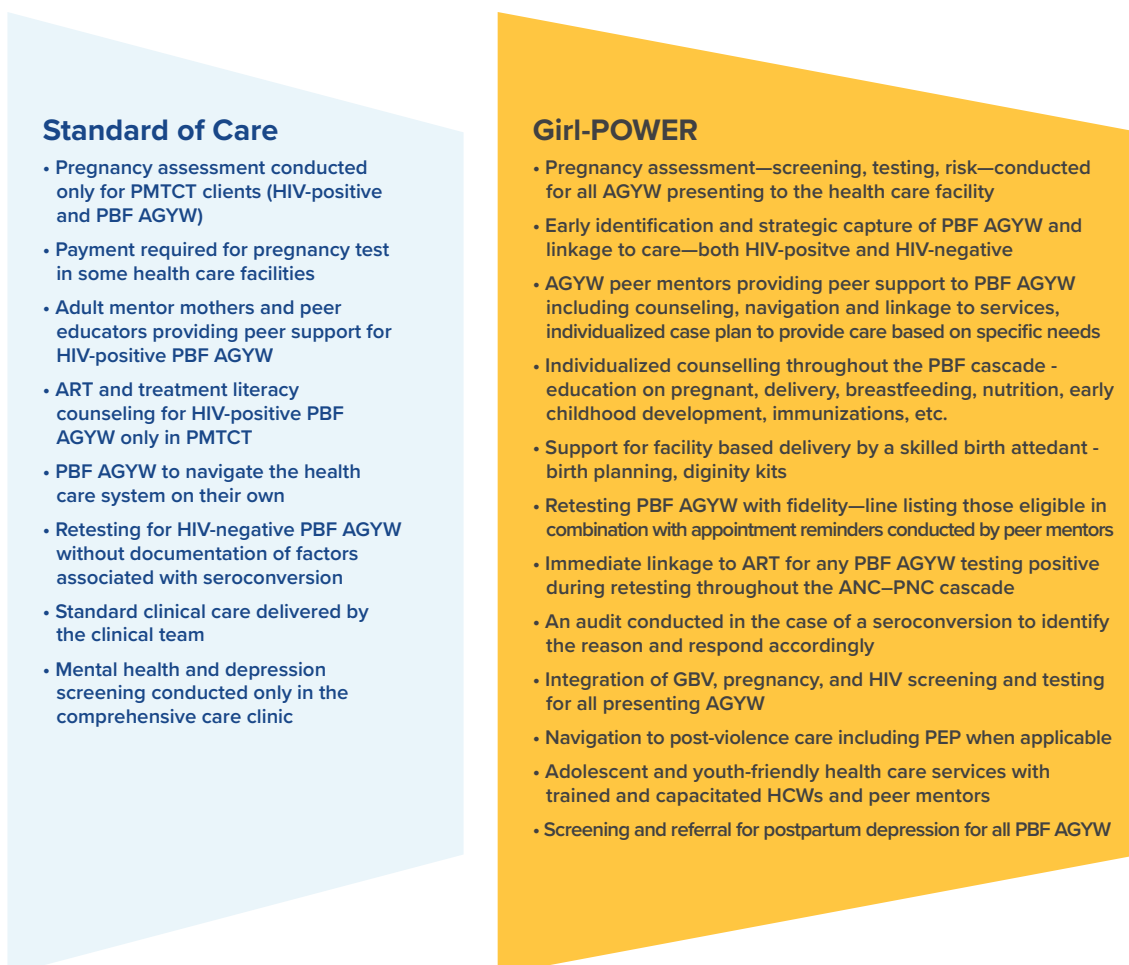 Standard of Care
• Pregnancy assessment conducted
only for PMTCT clients (HIV-positive
and PBF AGYW)
• Payment required for pregnancy test
in some health care facilities
• Adult mentor mothers and peer
educators providing peer support for
HIV-positive PBF AGYW
• ART and treatment literacy
counseling for HIV-positive PBF
AGYW only in PMTCT
• PBF AGYW to navigate the health
care system on their own
• Retesting for HIV-negative PBF AGYW
without documentation of factors
associated with seroconversion
• Standard clinical care delivered by
the clinical team
• Mental health and depression
screening conducted only in the
comprehensive care clinic
Girl-POWER
• Pregnancy assessment—screening, testing, risk—conducted
for all AGYW presenting to the health care facility
• Early identification and strategic capture of PBF AGYW and
linkage to care—both HIV-positve and HIV-negative
• AGYW peer mentors providing peer support to PBF AGYW
including counseling, navigation and linkage to services,
individualized case plan to provide care based on specific needs
• Individualized counselling throughout the PBF cascade -
education on pregnant, delivery, breastfeeding, nutrition, early
childhood development, immunizations, etc.
• Support for facility based delivery by a skilled birth attedant -
birth planning, diginity kits
• Retesting PBF AGYW with fidelity—line listing those eligible in
combination with appointment reminders conducted by peer mentors
• Immediate linkage to ART for any PBF AGYW testing positive
during retesting throughout the ANC–PNC cascade
• An audit conducted in the case of a seroconversion to identify
the reason and respond accordingly
• Integration of GBV, pregnancy, and HIV screening and testing
for all presenting AGYW
• Navigation to post-violence care including PEP when applicable
• Adolescent and youth-friendly health care services with
trained and capacitated HCWs and peer mentors
• Screening and referral for postpartum depression for all PBF AGYW